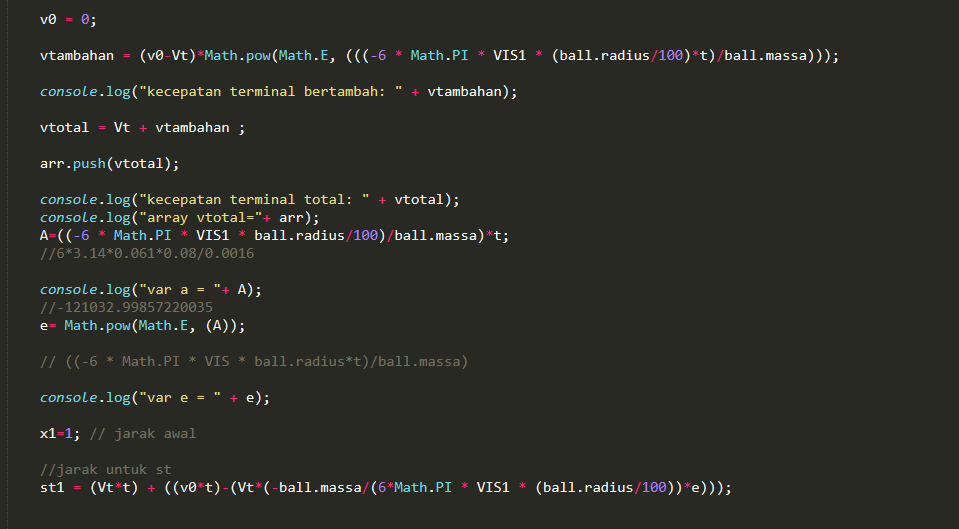 v0 = 0;
vtambahan = (v0-Vt)*Math.pow(Math.E, (((-6 * Math.PI * VIS1 * (ball.radius/100)*t)/ball.massa)));
console.log("kecepatan terminal bertambah: " + vtambahan);
vtotal = Vt + vtambahan ;
arr.push(vtotal);
console.log("kecepatan terminal total: " + vtotal);
console.log("array vtotal="+ arr);
A=((-6 * Math.PI * VIS1 * ball.radius/100)/ball.massa)*t;
//6*3.14*0.061*0.08/0.0016
console.log("var a = "+ A);
//-121032.99857220035
e= Math.pow(Math.E, (A));
// ((-6 * Math.PI * VIS * ball.radius*t)/ball.massa)
console.log("var e = " + e);
x1=1; // jarak awal
//jarak untuk st
st1 = (Vt*t) + ((v0*t)-(Vt*(-ball.massa/(6*Math.PI * VIS1 * (ball.radius/100))*e)));